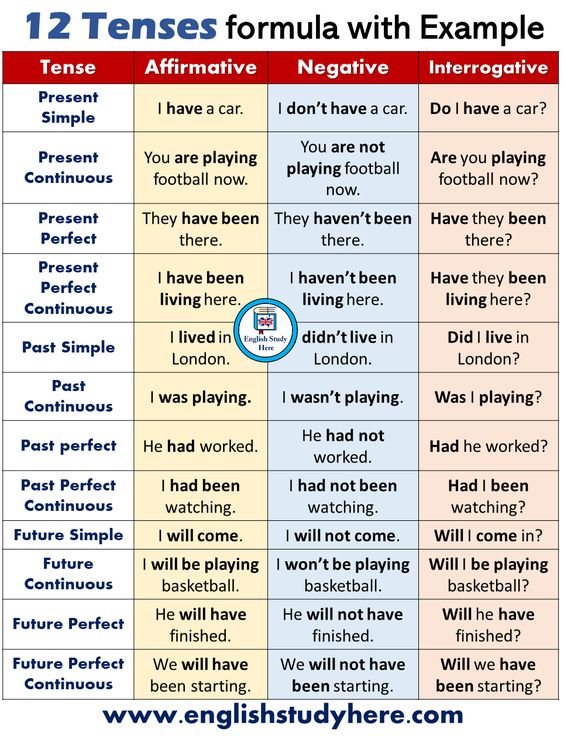 12 Tenses formula with Example
Tense Affirmative Negative Interrogative
Present
Simple
I have a car.
I don't have a car.
Do I have a car?
Present
Continuous
You are playing
football now.
You are not
playing football
now.
Are you playing
football now?
Present
Perfect
They have been
there.
They haven't been
there.
Have they been
there?
Present
Perfect
Continuous
I have been
living here.
I haven't been
living here.
Have they been
living here?
Past Simple
I lived in
London.
didn't live in
London.
Did I live in
London?
English Study
Here
Past
Continuous
I was playing.
I wasn't playing.
Was I playing?
Past perfect
He had worked.
He had not
worked.
Had he worked?
Past Perfect
Continuous
I had been
watching.
I had not been
watching.
Had I been
watching?
Future Simple
I will come.
I will not come.
Will I come in?
Future
Continuous
I will be playing
basketball.
I won't be playing
basketball.
Will I be playing
basketball?
Future Perfect
He will have
finished.
He will not have
finished.
Will he have
finished?
Future Perfect
Continuous
We will have
been starting.
We will not have
been starting.
Will we have
been starting?
www.englishstudyhere.com